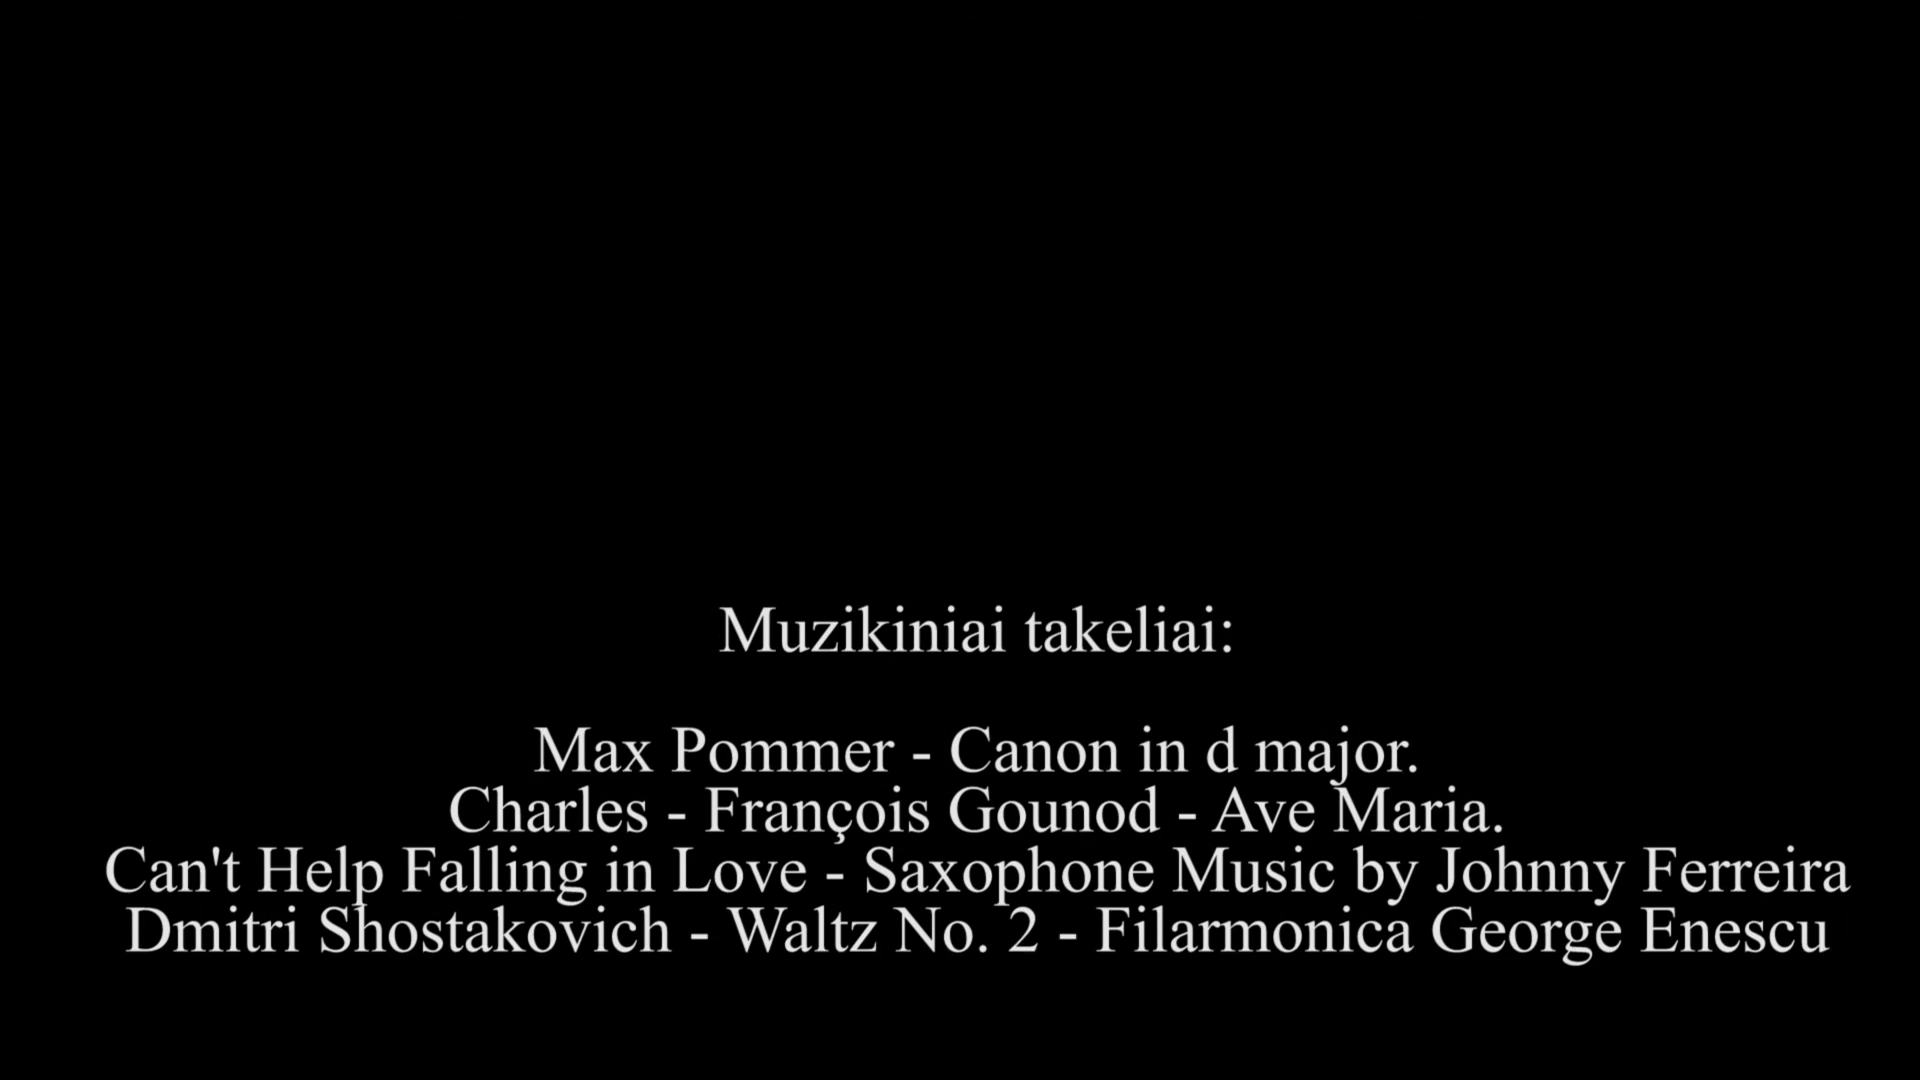 Muzikiniai takeliai:
Max Pommer - Canon in d major.
Charles - François Gounod - Ave Maria.
Can't Help Falling in Love - Saxophone Music by Johnny Ferreira
Dmitri Shostakovich - Waltz No. 2 - Filarmonica George Enescu